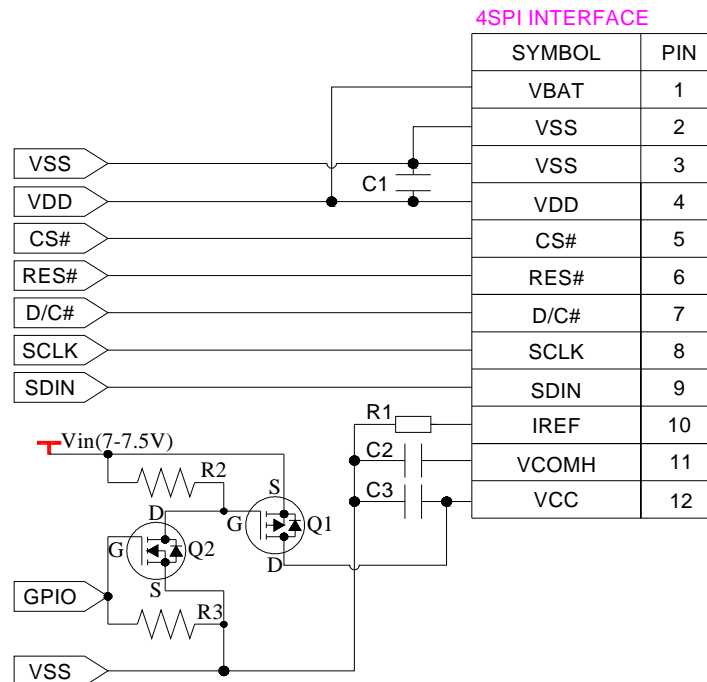 4SPI INTERFACE
SYMBOL PIN
VBAT 1
VSS 2
VSS VSS 3
C1
VDD VDD 4
CS# CS# 5
RES# RES# 6
D/C# D/C# 7
SCLK SCLK 8
SDIN SDIN 9
R1 IREF 10
Vin(7-7.5V) C2 VCOMH 11
R2 S C3 VCC 12
D G Q1
G Q2 D
S
GPIO R3
VSS